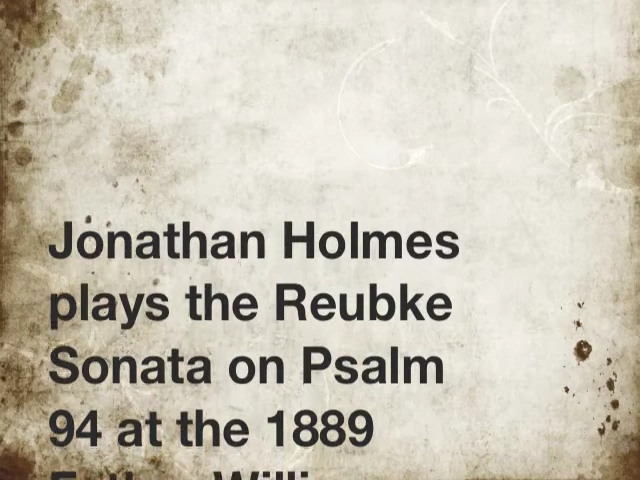 Jonathan Holmes
plays the Reubke
Sonata on Psalm
94 at the 1889